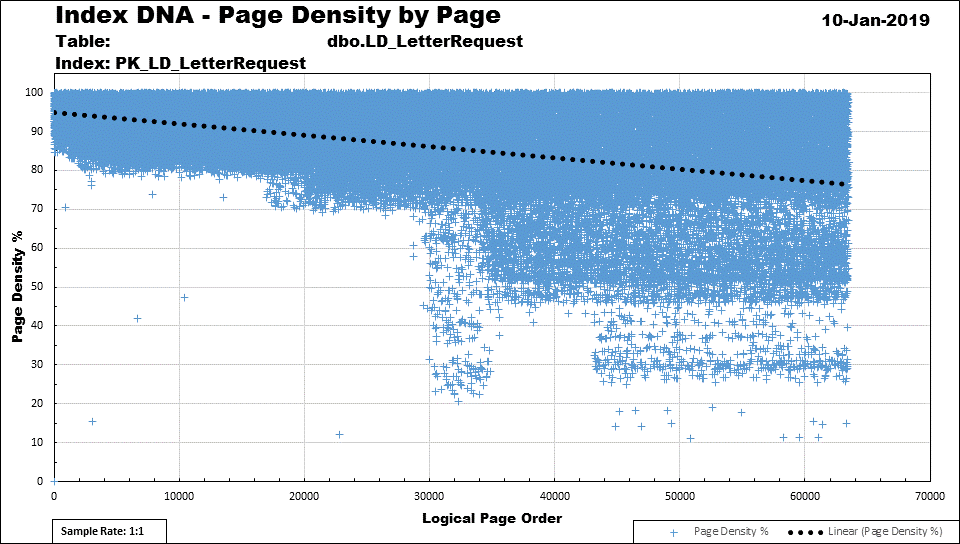 Index DNA - Page Density by Page
10-Jan-2019
Table: dbo.LD_LetterRequest
Index: PK_LD_LetterRequest
Page Density %
100
90
80
70
60
50
40
30
20
10
0
0 10000 20000 30000 40000 50000 60000 70000
Logical Page Order
Sample Rate: 1:1
Page Density % Linear (Page Density %)